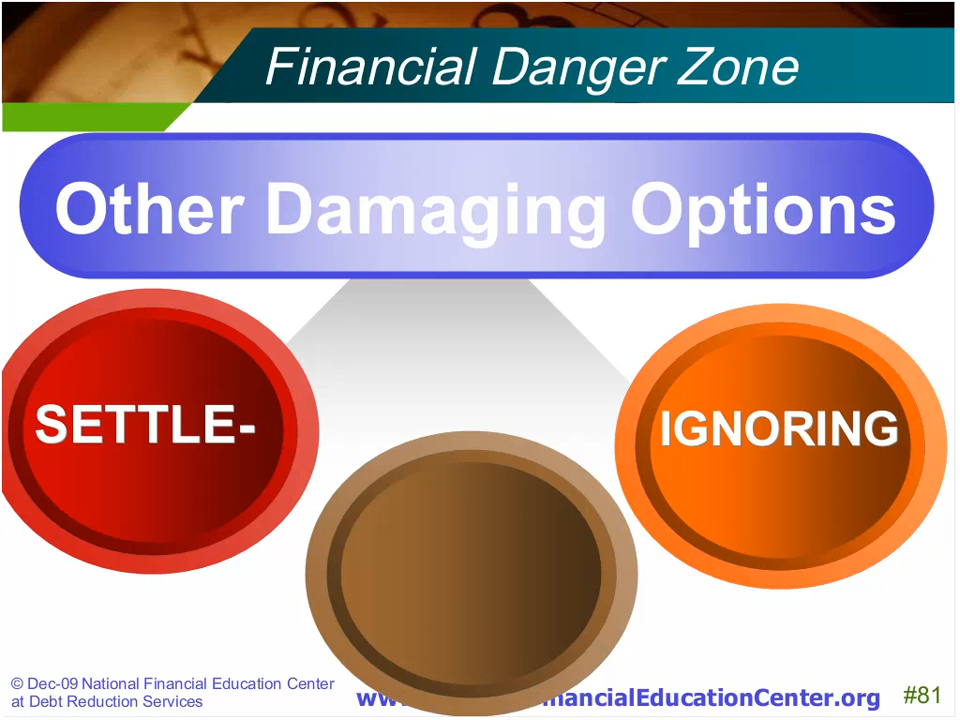 Financial Danger Zone
Other Damaging Options
SETTLE-
IGNORING
© Dec-09 National Financial Education Center
at Debt Reduction Services
#81